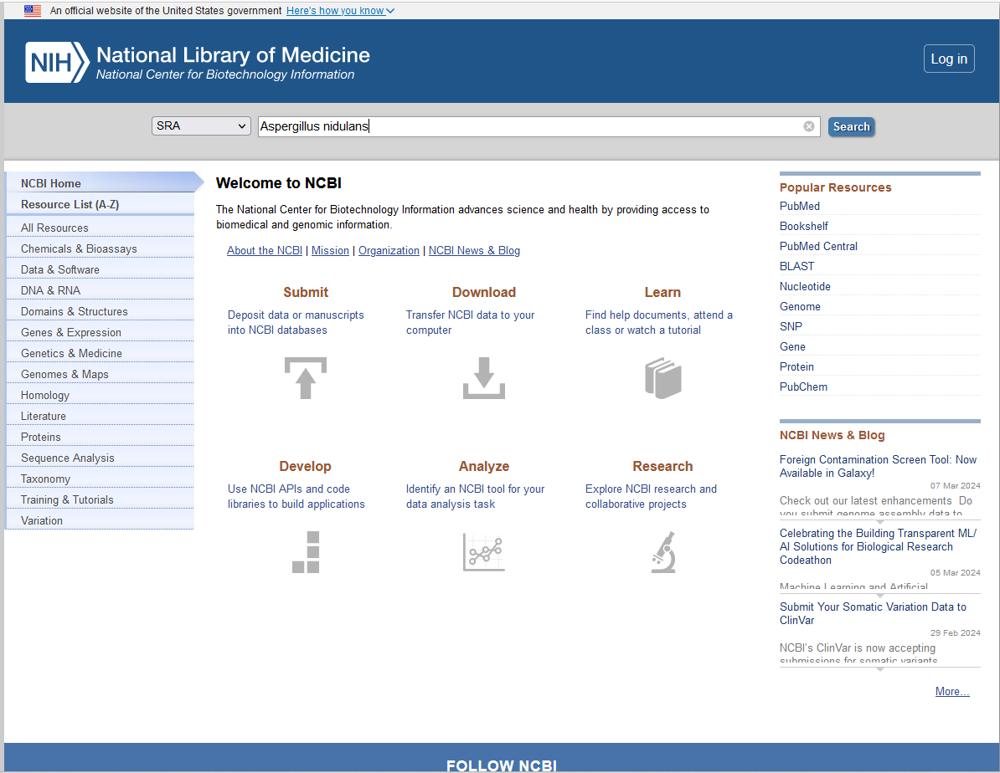 An official website of the United States government Here's how you know
NIH National Library of Medicine
National Center for Biotechnology Information
Log in
SRA Aspergillus nidulans Search
NCBI Home
Resource List (A-Z)
All Resources
Chemicals & Bioassays
Data & Software
DNA & RNA
Domains & Structures
Genes & Expression
Genetics & Medicine
Genomes & Maps
Homology
Literature
Proteins
Sequence Analysis
Taxonomy
Training & Tutorials
Variation
Welcome to NCBI
The National Center for Biotechnology Information advances science and health by providing access to
biomedical and genomic information.
About the NCBI | Mission | Organization | NCBI News & Blog
Submit
Deposit data or manuscripts
into NCBI databases
Download
Transfer NCBI data to your
computer
Learn
Find help documents, attend a
class or watch a tutorial
Develop
Use NCBI APIs and code
libraries to build applications
Analyze
Identify an NCBI tool for your
data analysis task
Research
Explore NCBI research and
collaborative projects
Popular Resources
PubMed
Bookshelf
PubMed Central
BLAST
Nucleotide
Genome
SNP
Gene
Protein
PubChem
NCBI News & Blog
Foreign Contamination Screen Tool: Now
Available in Galaxy!
07 Mar 2024
Check out our latest enhancements Do
you submit genome assembly data to
Celebrating the Building Transparent ML/
AI Solutions for Biological Research
Codeathon
05 Mar 2024
Machine Learning and Artificial
Submit Your Somatic Variation Data to
ClinVar
29 Feb 2024
NCBI's ClinVar is now accepting
submissions for somatic variants
More...
FOLLOW NCBI